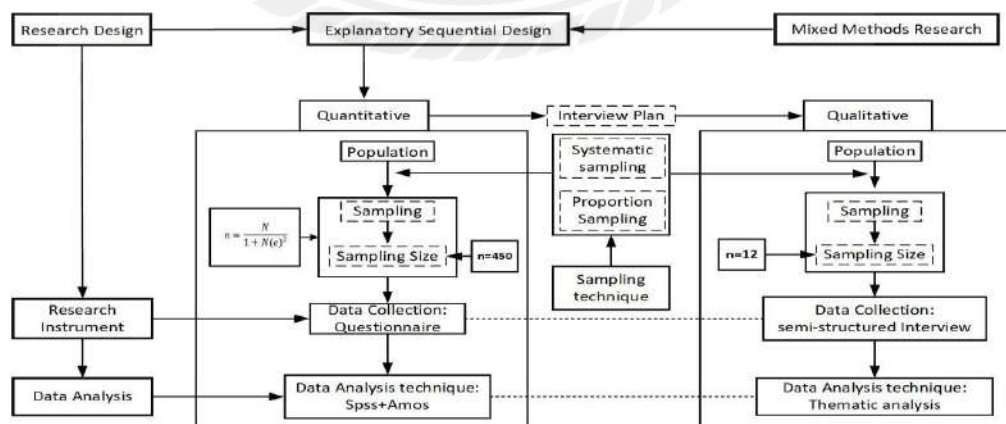 Research Design
Explanatory Sequential Design
Mixed Methods Research
Quantitative
Interview Plan
Qualitative
Population
Systematic
sampling
Population
Sampling
Proportion
Sampling
Sampling
n = N / 1 + N(e)²
Sampling Size
n=450
n=12
Sampling Size
Sampling
technique
Research
Instrument
Data Collection:
Questionnaire
Data Collection:
semi-structured Interview
Data Analysis
Data Analysis technique:
Spss+Amos
Data Analysis technique:
Thematic analysis